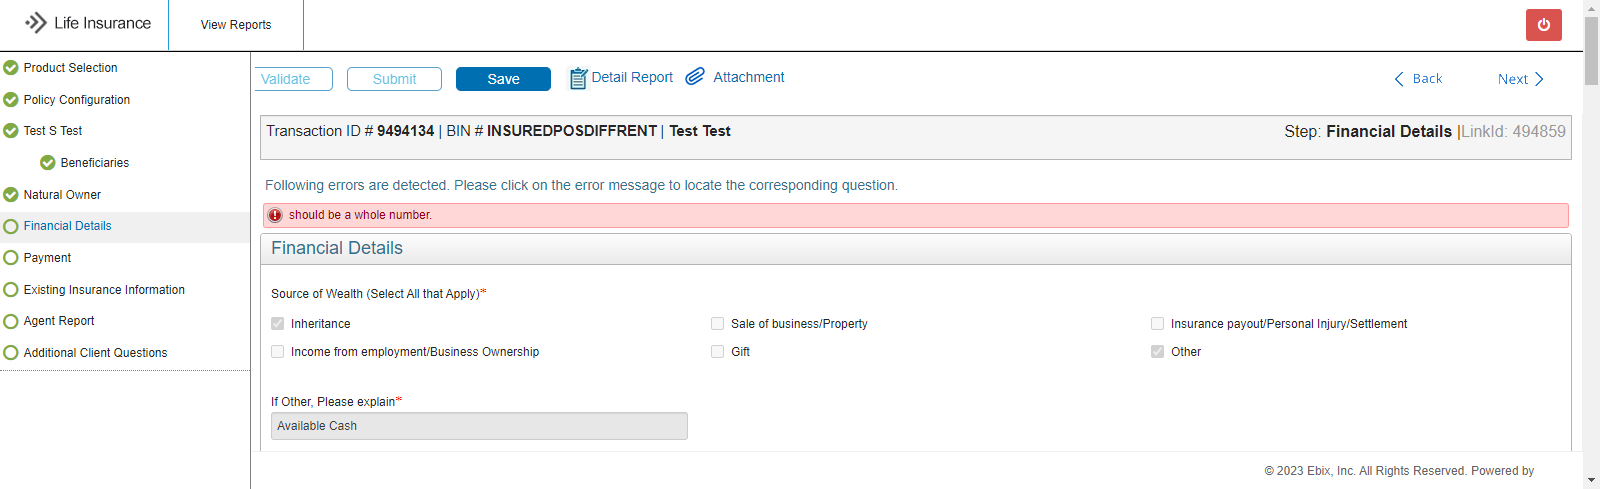 Life Insurance
View Reports
Product Selection
Policy Configuration
Test S Test
Beneficiaries
Natural Owner
Financial Details
Payment
Existing Insurance Information
Agent Report
Additional Client Questions
Validate
Submit
Save
Detail Report
Attachment
Back
Next
Transaction ID # 9494134 | BIN # INSUREDPOSDIFFRENT | Test Test
Step: Financial Details |LinkId: 494859
Following errors are detected. Please click on the error message to locate the corresponding question.
should be a whole number.
Financial Details
Source of Wealth (Select All that Apply)*
Inheritance
Sale of business/Property
Insurance payout/Personal Injury/Settlement
Income from employment/Business Ownership
Gift
Other
If Other, Please explain*
Available Cash
© 2023 Ebix, Inc. All Rights Reserved. Powered by